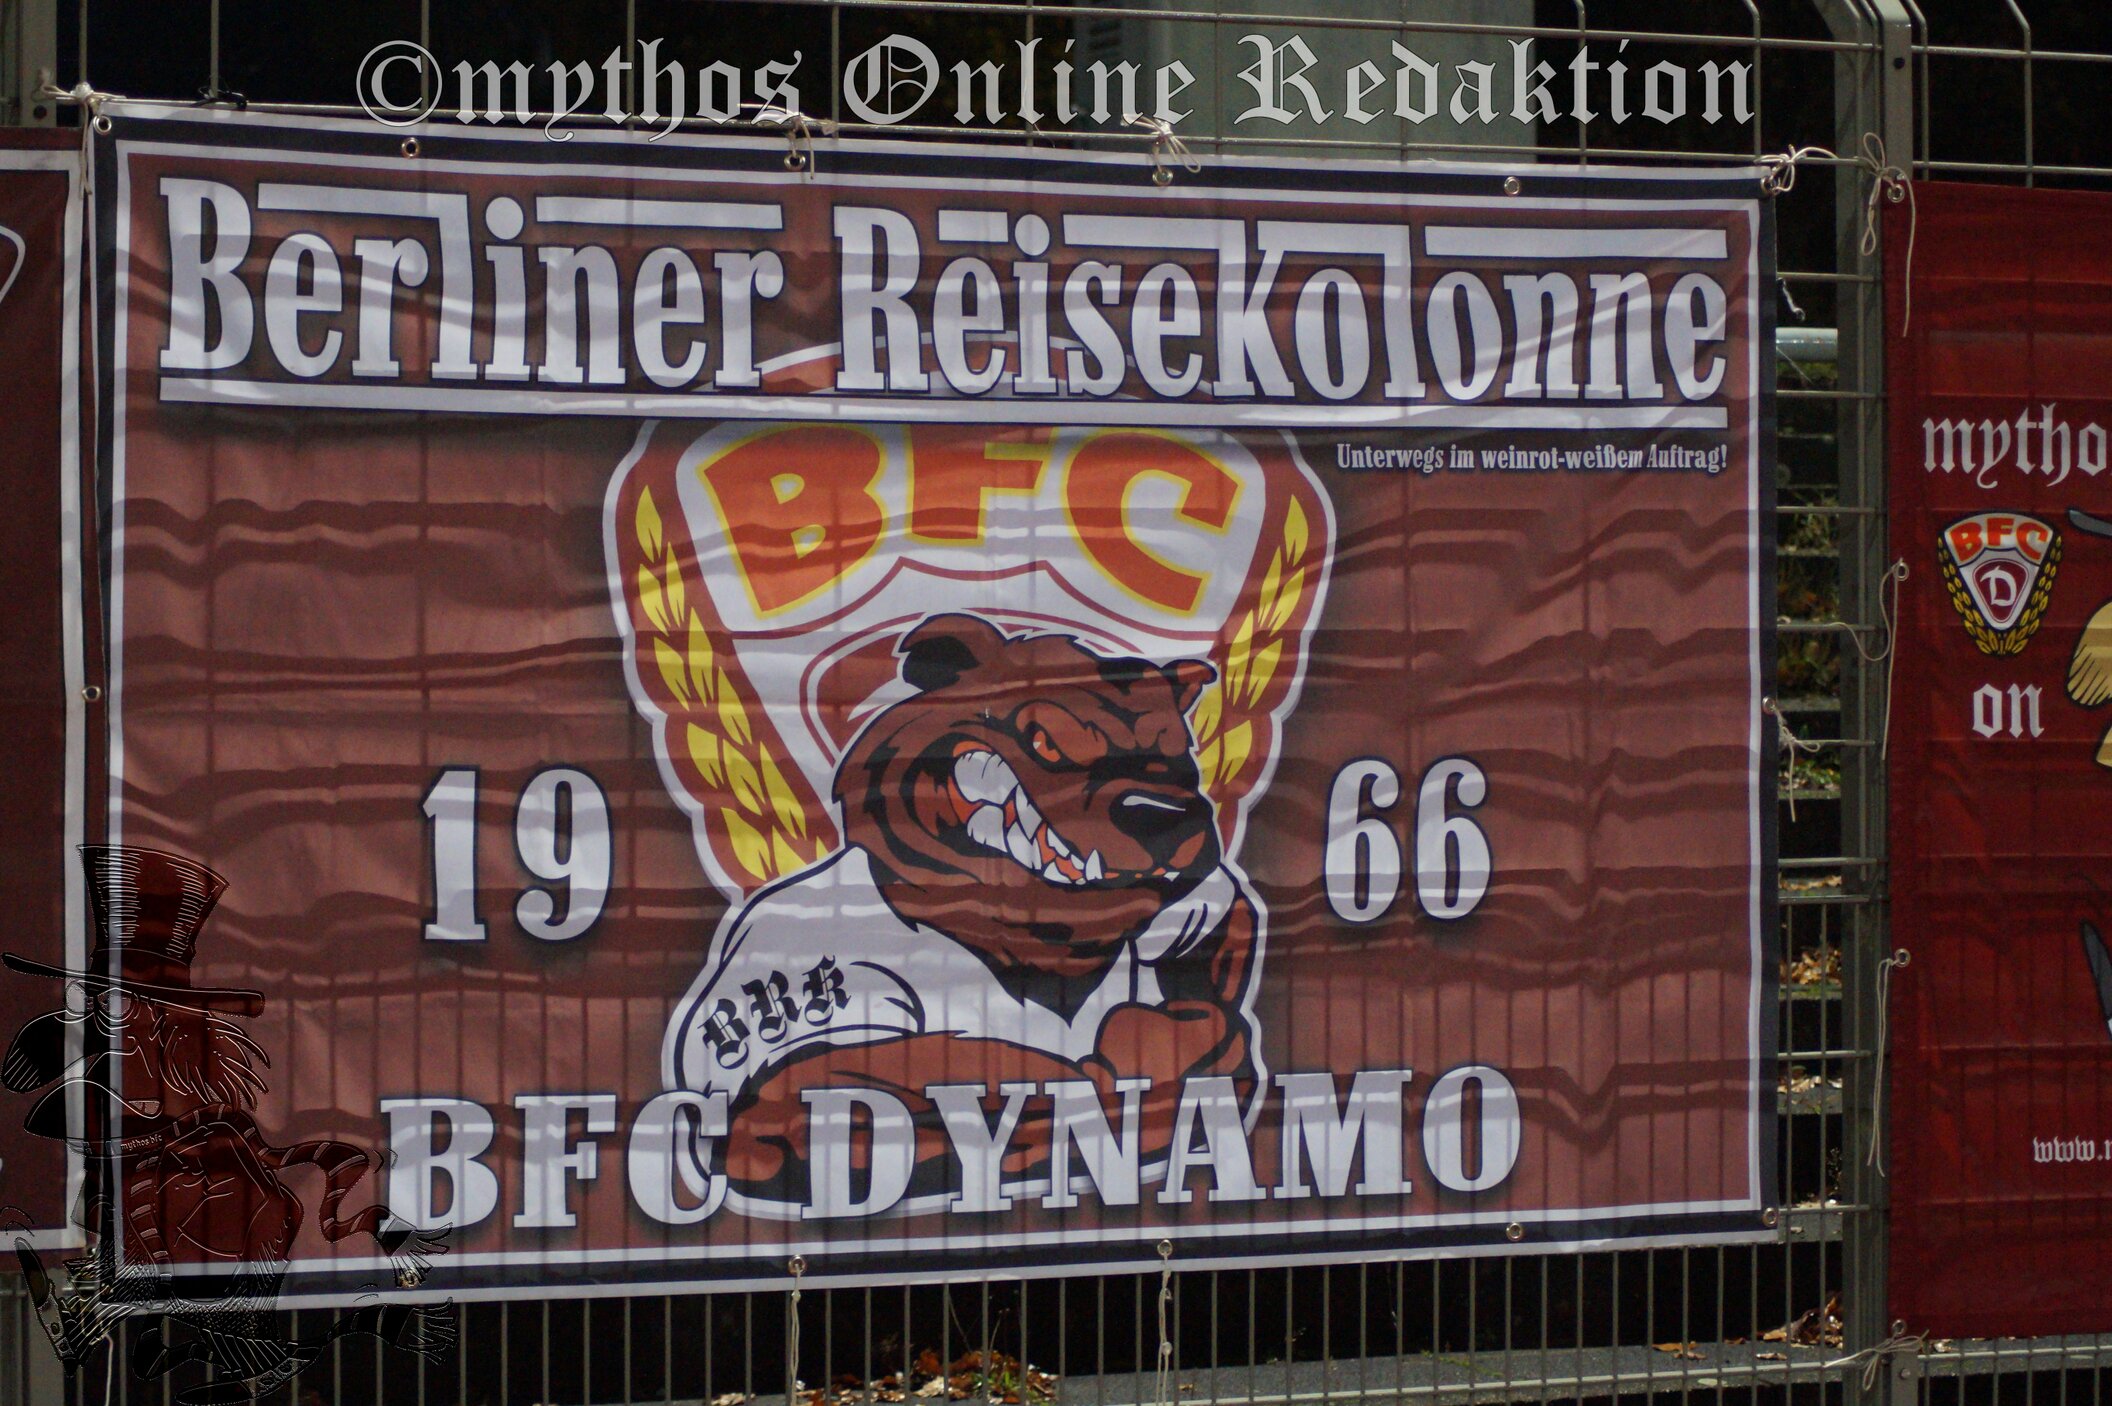 ©mythos Online Redaktion
Berliner Reisekolonne
Unterwegs im weinrot-weißem Auftrag!
BFC
19 66
BRK
BFC DYNAMO
mythos bfc
BFC
D
on